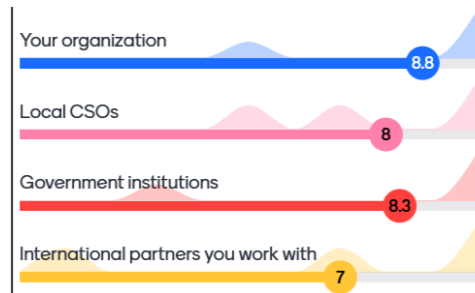 Your organization
8.8
Local CSOs
8
Government institutions
8.3
International partners you work with
7